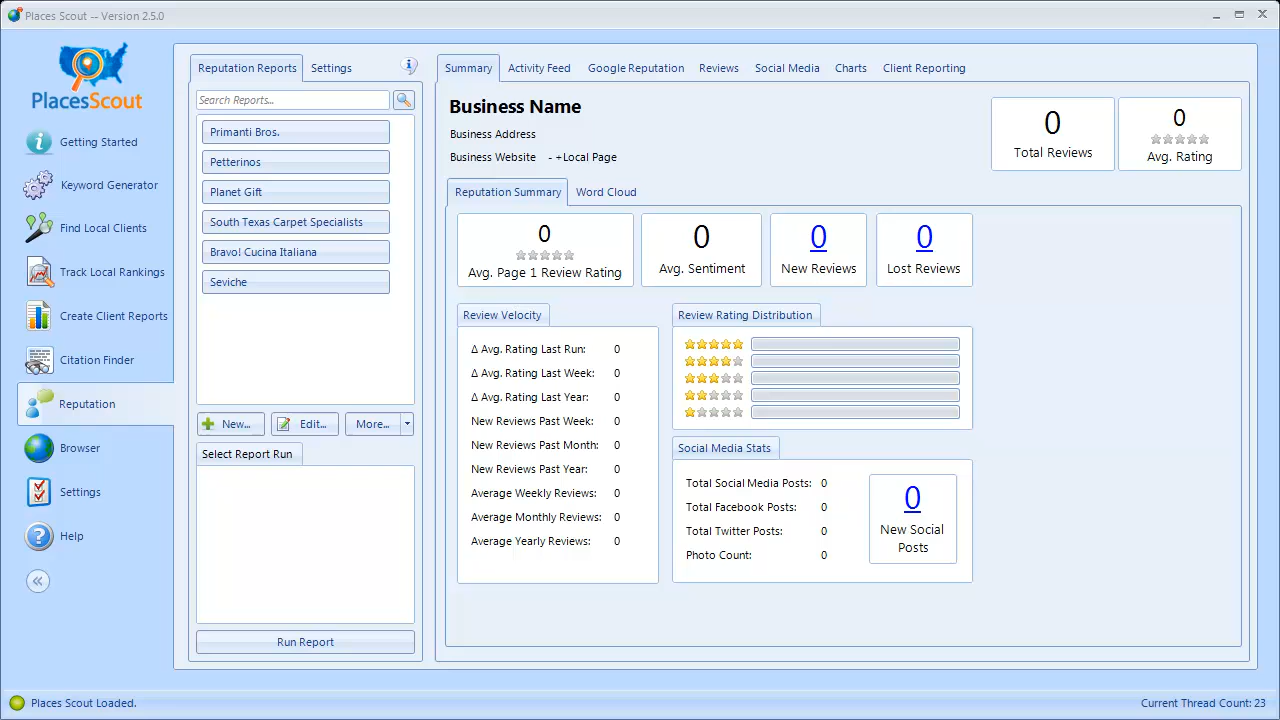 Places Scout -- Version 2.5.0
PlacesScout
Getting Started
Keyword Generator
Find Local Clients
Track Local Rankings
Create Client Reports
Citation Finder
Reputation
Browser
Settings
Help
Reputation Reports
Settings
Search Reports...
Primanti Bros.
Petterinos
Planet Gift
South Texas Carpet Specialists
Bravo! Cucina Italiana
Seviche
New...
Edit...
More...
Select Report Run
Run Report
Summary
Activity Feed
Google Reputation
Reviews
Social Media
Charts
Client Reporting
Business Name
Business Address
Business Website - +Local Page
0
Total Reviews
0
Avg. Rating
Reputation Summary
Word Cloud
0
Avg. Page 1 Review Rating
0
Avg. Sentiment
0
New Reviews
0
Lost Reviews
Review Velocity
Δ Avg. Rating Last Run: 0
Δ Avg. Rating Last Week: 0
Δ Avg. Rating Last Year: 0
New Reviews Past Week: 0
New Reviews Past Month: 0
New Reviews Past Year: 0
Average Weekly Reviews: 0
Average Monthly Reviews: 0
Average Yearly Reviews: 0
Review Rating Distribution
Social Media Stats
Total Social Media Posts: 0
Total Facebook Posts: 0
Total Twitter Posts: 0
Photo Count: 0
0
New Social
Posts
Places Scout Loaded.
Current Thread Count: 23